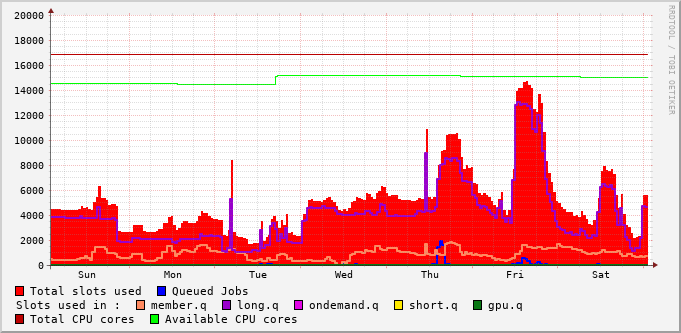 20000
18000
16000
14000
12000
10000
8000
6000
4000
2000
0
Sun Mon Tue Wed Thu Fri Sat
RRDTOOL / TOBI OETIKER
Total slots used Queued Jobs
Slots used in : member.q long.q ondemand.q short.q gpu.q
Total CPU cores Available CPU cores